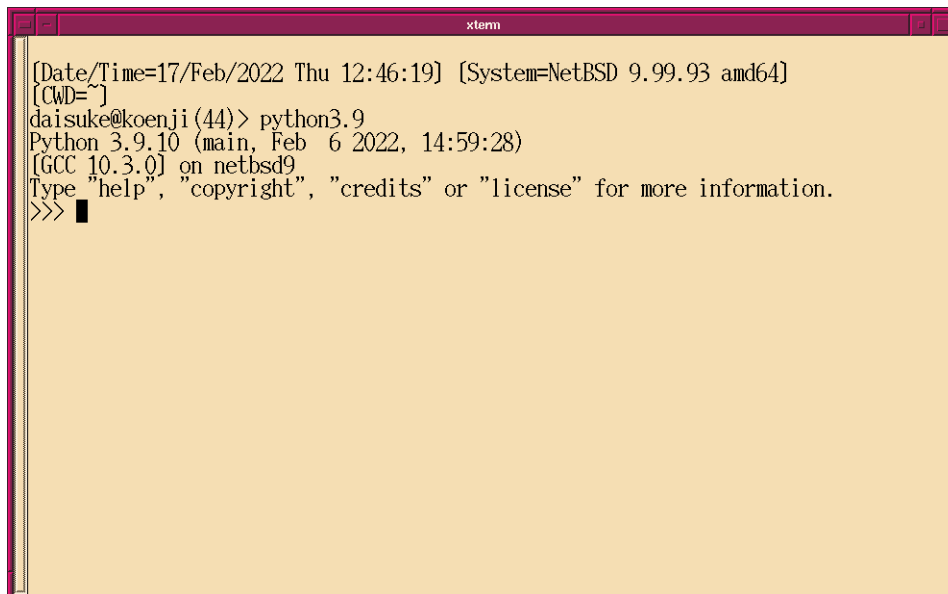 xterm
[Date/Time=17/Feb/2022 Thu 12:46:19] [System=NetBSD 9.99.93 amd64]
[CWD=~]
daisuke@koenji(44)> python3.9
Python 3.9.10 (main, Feb  6 2022, 14:59:28)
[GCC 10.3.0] on netbsd9
Type "help", "copyright", "credits" or "license" for more information.
>>>